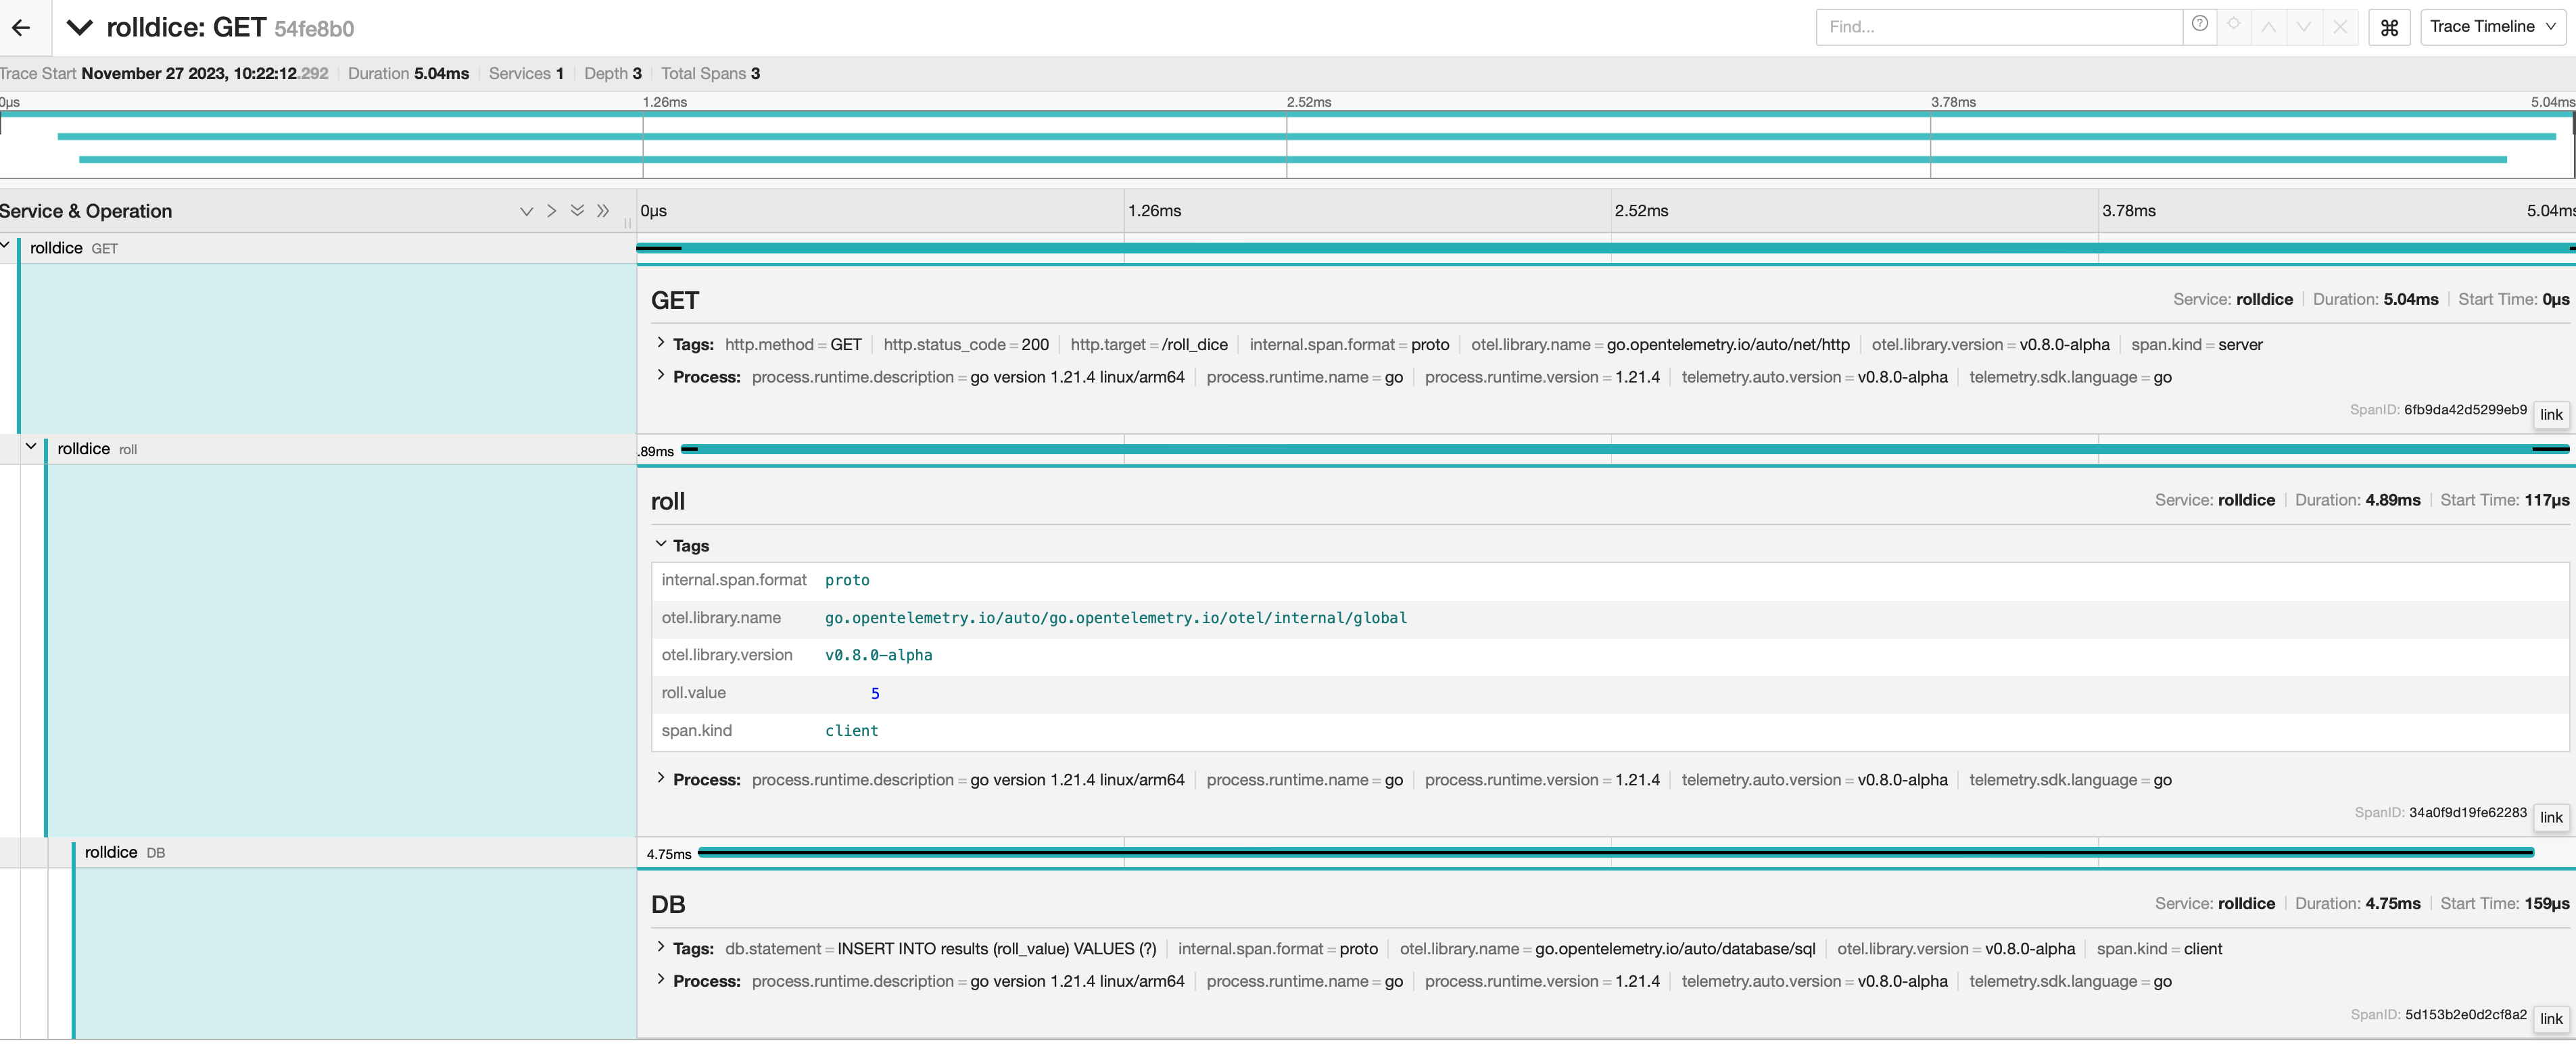 rolldice: GET 54fe8b0
Find...
Trace Timeline
Trace Start November 27 2023, 10:22:12.292 Duration 5.04ms Services 1 Depth 3 Total Spans 3
0μs 1.26ms 2.52ms 3.78ms 5.04ms
Service & Operation 0μs 1.26ms 2.52ms 3.78ms 5.04ms
rolldice GET
GET Service: rolldice Duration: 5.04ms Start Time: 0μs
Tags: http.method = GET http.status_code = 200 http.target = /roll_dice internal.span.format = proto otel.library.name = go.opentelemetry.io/auto/net/http otel.library.version = v0.8.0-alpha span.kind = server
Process: process.runtime.description = go version 1.21.4 linux/arm64 process.runtime.name = go process.runtime.version = 1.21.4 telemetry.auto.version = v0.8.0-alpha telemetry.sdk.language = go
SpanID: 6fb9da42d5299eb9 link
rolldice roll .89ms
roll Service: rolldice Duration: 4.89ms Start Time: 117μs
Tags
internal.span.format proto
otel.library.name go.opentelemetry.io/auto/go.opentelemetry.io/otel/internal/global
otel.library.version v0.8.0-alpha
roll.value 5
span.kind client
Process: process.runtime.description = go version 1.21.4 linux/arm64 process.runtime.name = go process.runtime.version = 1.21.4 telemetry.auto.version = v0.8.0-alpha telemetry.sdk.language = go
SpanID: 34a0f9d19fe62283 link
rolldice DB 4.75ms
DB Service: rolldice Duration: 4.75ms Start Time: 159μs
Tags: db.statement = INSERT INTO results (roll_value) VALUES (?) internal.span.format = proto otel.library.name = go.opentelemetry.io/auto/database/sql otel.library.version = v0.8.0-alpha span.kind = client
Process: process.runtime.description = go version 1.21.4 linux/arm64 process.runtime.name = go process.runtime.version = 1.21.4 telemetry.auto.version = v0.8.0-alpha telemetry.sdk.language = go
SpanID: 5d153b2e0d2cf8a2 link